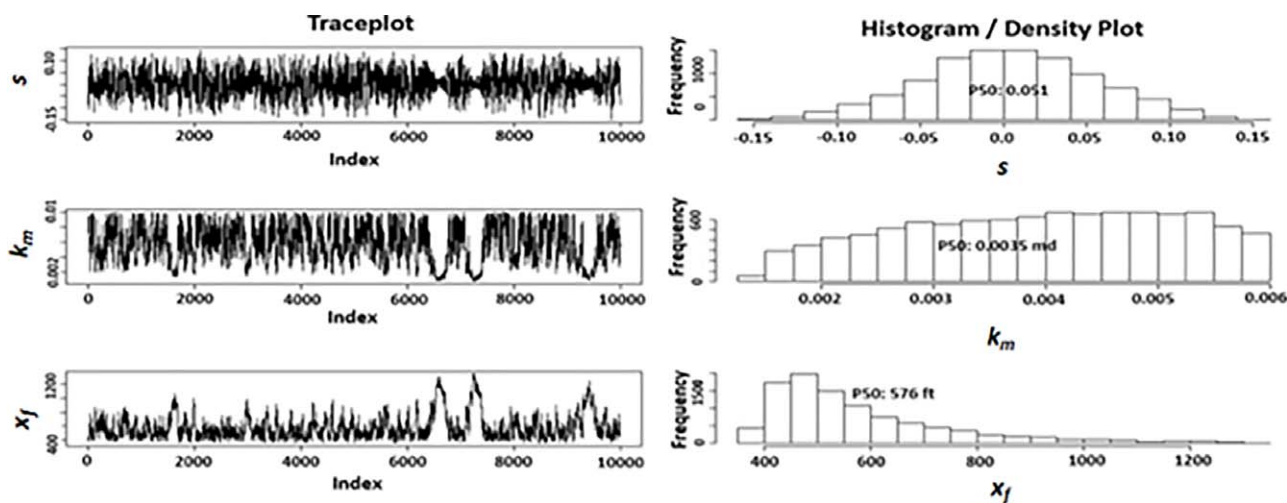 Traceplot
s
0.10
-0.15
0 2000 4000 6000 8000 10000
Index
k_m
0.01
0.002
0 2000 4000 6000 8000 10000
Index
x_f
1200
400
0 2000 4000 6000 8000 10000
Index
Histogram / Density Plot
Frequency
1000
0
P50: 0.051
-0.15 -0.10 -0.05 0.0 0.05 0.10 0.15
s
Frequency
600
0
P50: 0.0035 md
0.002 0.003 0.004 0.005 0.006
k_m
Frequency
1500
0
P50: 576 ft
400 600 800 1000 1200
x_f